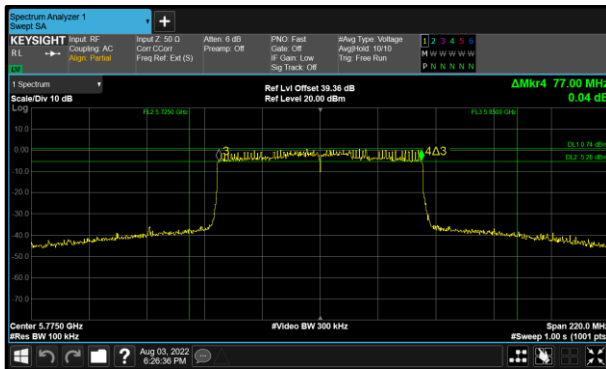 Spectrum Analyzer 1
Swept SA
KEYSIGHT
RL
Input: RF
Coupling: AC
Align: Partial
Input Z: 50 Ω
Corr CCorr
Freq Ref: Ext (S)
Atten: 6 dB
Preamp: Off
PNO: Fast
Gate: Off
IF Gain: Low
Sig Track: Off
#Avg Type: Voltage
Avg|Hold: 10/10
Trig: Free Run
1 2 3 4 5 6
M W W W W W
P N N N N N
1 Spectrum
Scale/Div 10 dB
Ref Lvl Offset 39.36 dB
Ref Level 20.00 dBm
ΔMkr4 77.00 MHz
0.04 dB
Log
FL2 5.7250 GHz
FL3 5.8500 GHz
10.0
0.00
3
4Δ3
DL1 0.74 dBm
DL2 -5.26 dBm
-10.0
-20.0
-30.0
-40.0
-50.0
-60.0
-70.0
Center 5.7750 GHz
#Video BW 300 kHz
Span 220.0 MHz
#Res BW 100 kHz
#Sweep 1.00 s (1001 pts)
Aug 03, 2022
6:26:36 PM